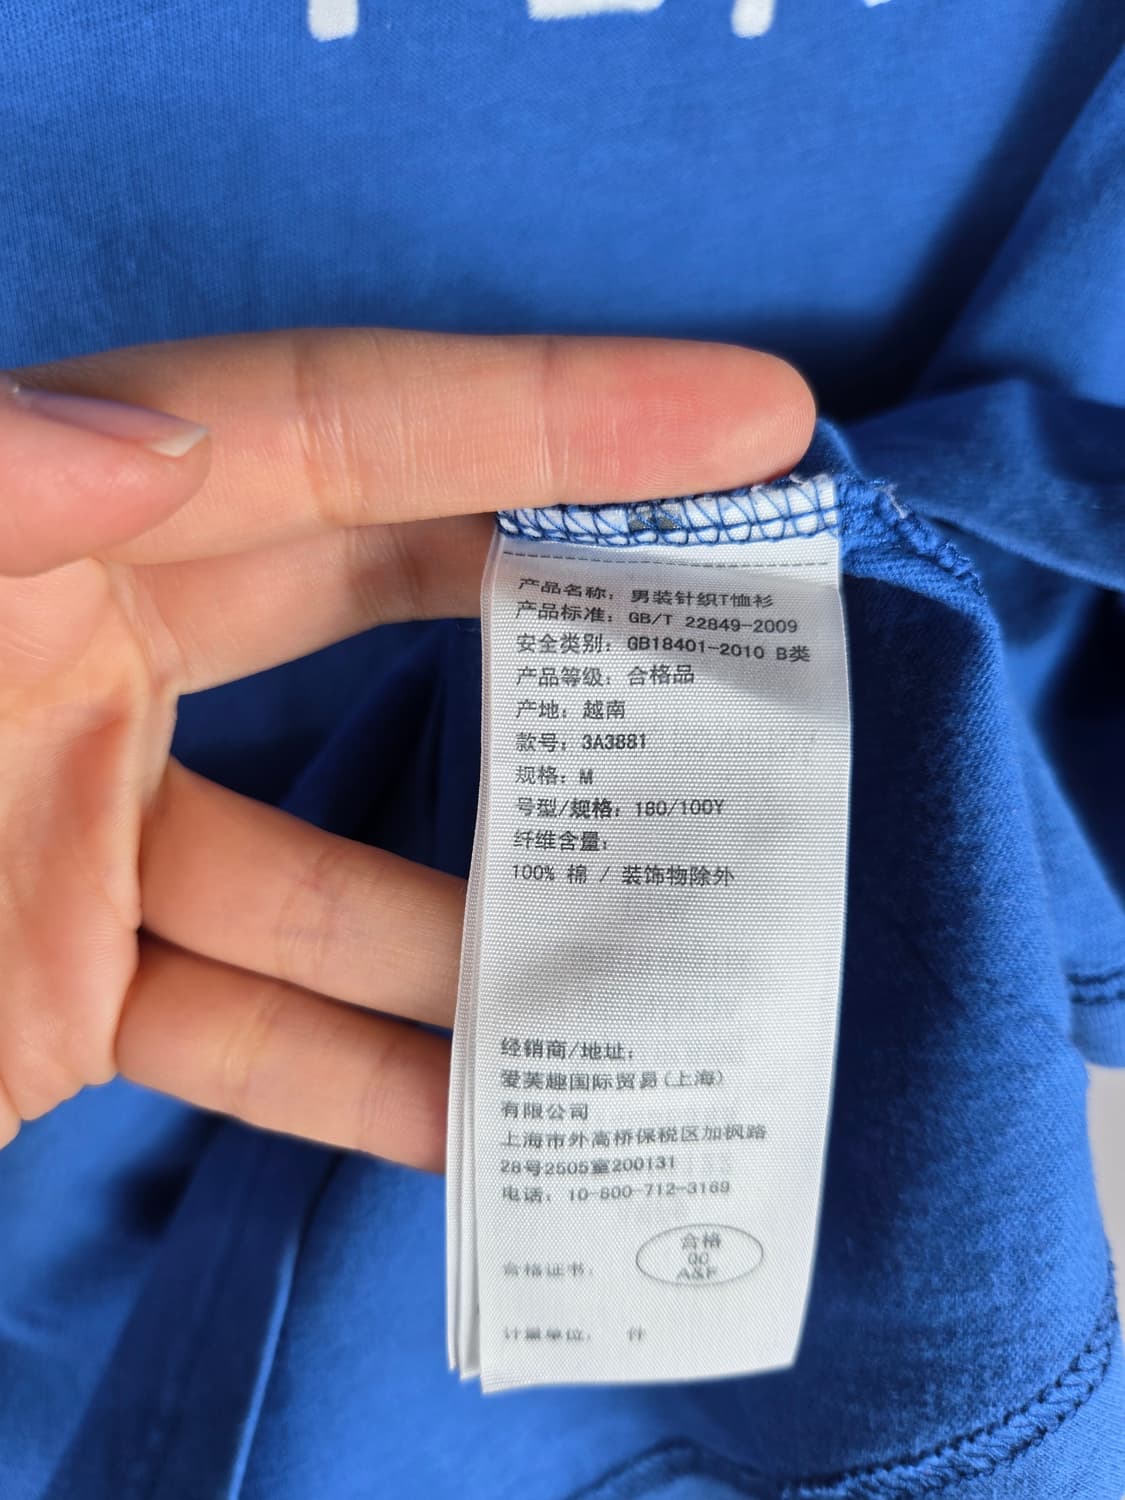 产品名称：男装针织T恤衫
产品标准：GB/T 22849-2009
安全类别：GB18401-2010 B类
产品等级：合格品
产地：越南
款号：3A3881
规格：M
号型/规格：180/100Y
纤维含量：
100% 棉 / 装饰物除外
经销商/地址：
爱芙趣国际贸易(上海)
有限公司
上海市外高桥保税区加枫路
28号2505室200131
电话：10-800-712-3169
合格
QC
A&F
合格证书：
计量单位： 件